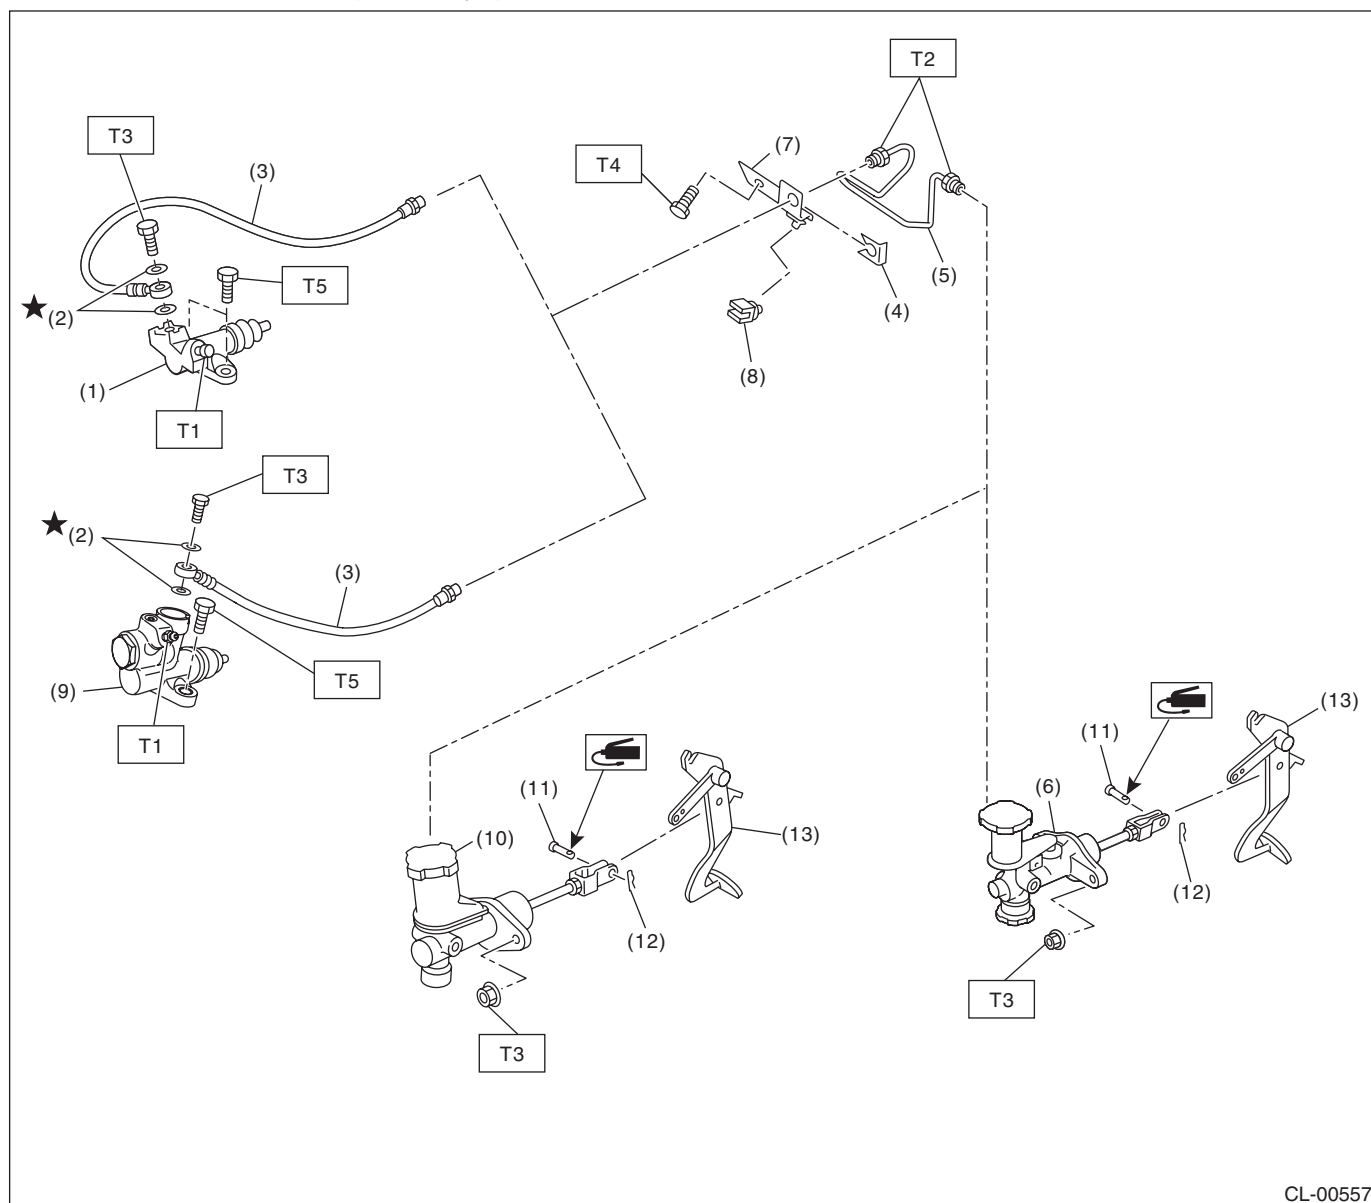 T2
T3
(7)
T4
(3)
(5)
T5
(4)
★(2)
(8)
(1)
T1
T3
★(2)
(3)
T5
(9)
(13)
T1
(11)
(11)
(6)
(10)
(13)
(12)
(12)
T3
T3
CL-00557